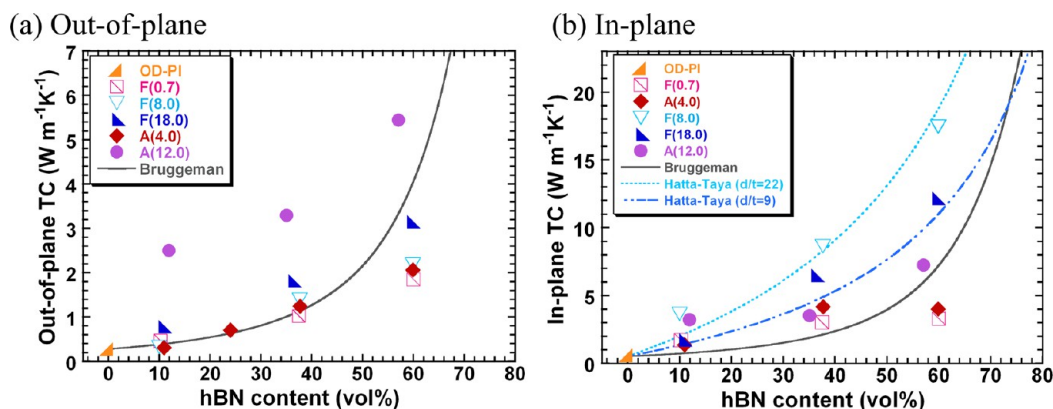 (a) Out-of-plane
7
6
5
4
3
2
1
0
Out-of-plane TC (W m⁻¹K⁻¹)
OD-PI
F(0.7)
F(8.0)
F(18.0)
A(4.0)
A(12.0)
Bruggeman
0 10 20 30 40 50 60 70 80
hBN content (vol%)
(b) In-plane
20
15
10
5
0
In-plane TC (W m⁻¹K⁻¹)
OD-PI
F(0.7)
A(4.0)
F(8.0)
F(18.0)
A(12.0)
Bruggeman
Hatta-Taya (d/t=22)
Hatta-Taya (d/t=9)
0 10 20 30 40 50 60 70 80
hBN content (vol%)